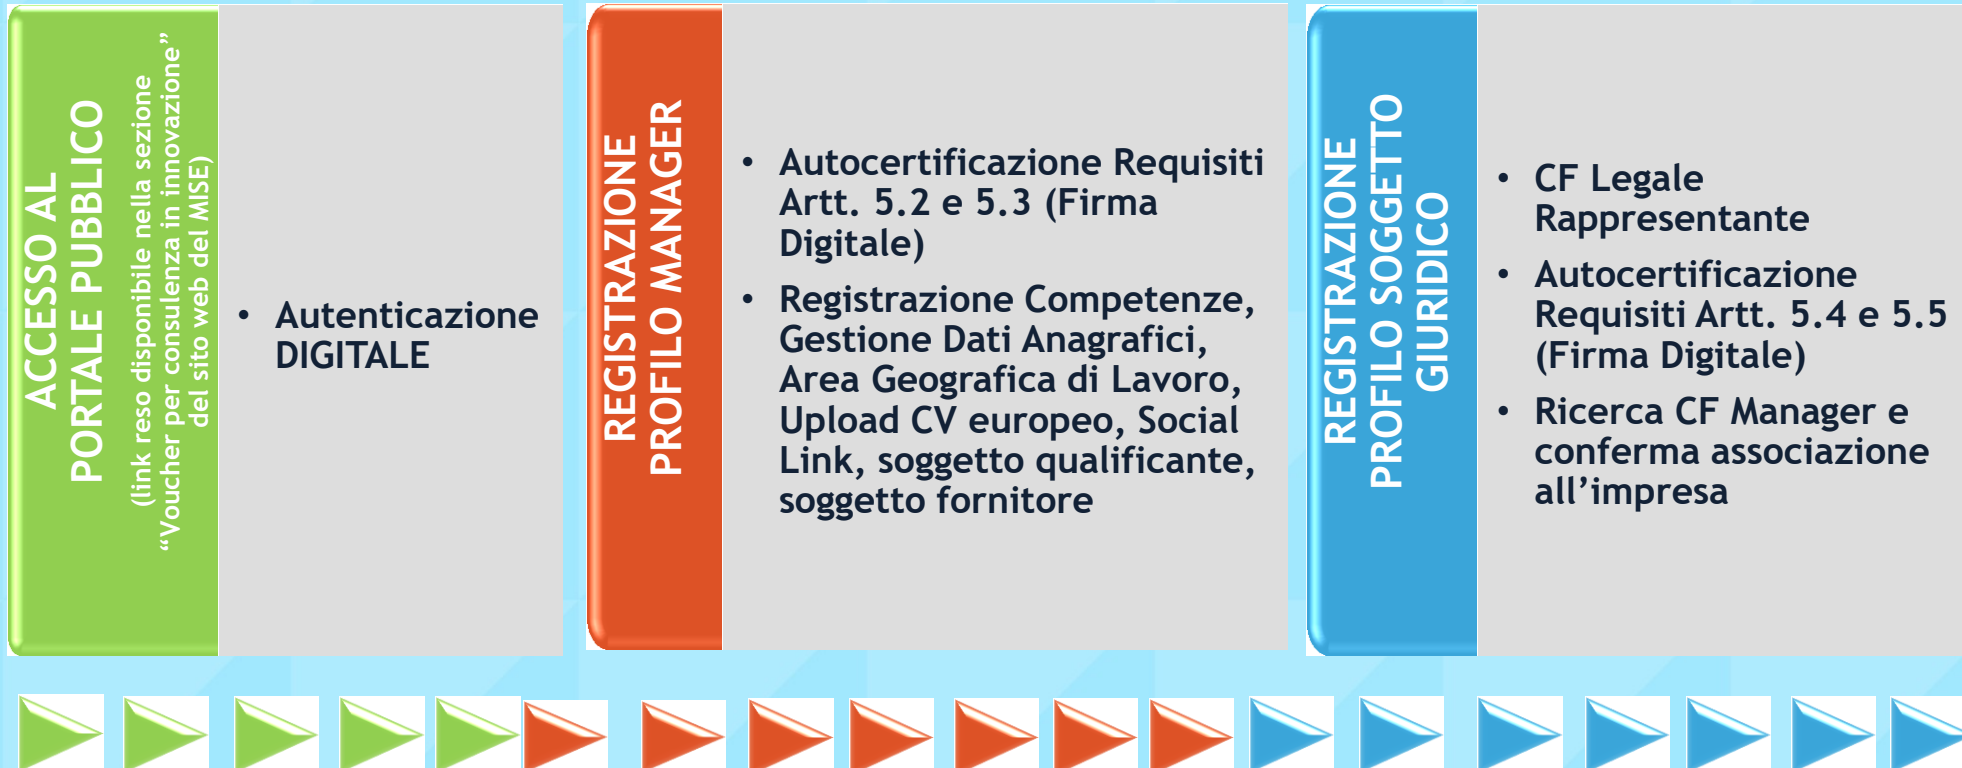 ACCESSO AL
PORTALE PUBBLICO
(link reso disponibile nella sezione
“Voucher per consulenza in innovazione”
del sito web del MISE)
• Autenticazione
DIGITALE
REGISTRAZIONE
PROFILO MANAGER
• Autocertificazione Requisiti
Artt. 5.2 e 5.3 (Firma
Digitale)
• Registrazione Competenze,
Gestione Dati Anagrafici,
Area Geografica di Lavoro,
Upload CV europeo, Social
Link, soggetto qualificante,
soggetto fornitore
REGISTRAZIONE
PROFILO SOGGETTO
GIURIDICO
• CF Legale
Rappresentante
• Autocertificazione
Requisiti Artt. 5.4 e 5.5
(Firma Digitale)
• Ricerca CF Manager e
conferma associazione
all’impresa